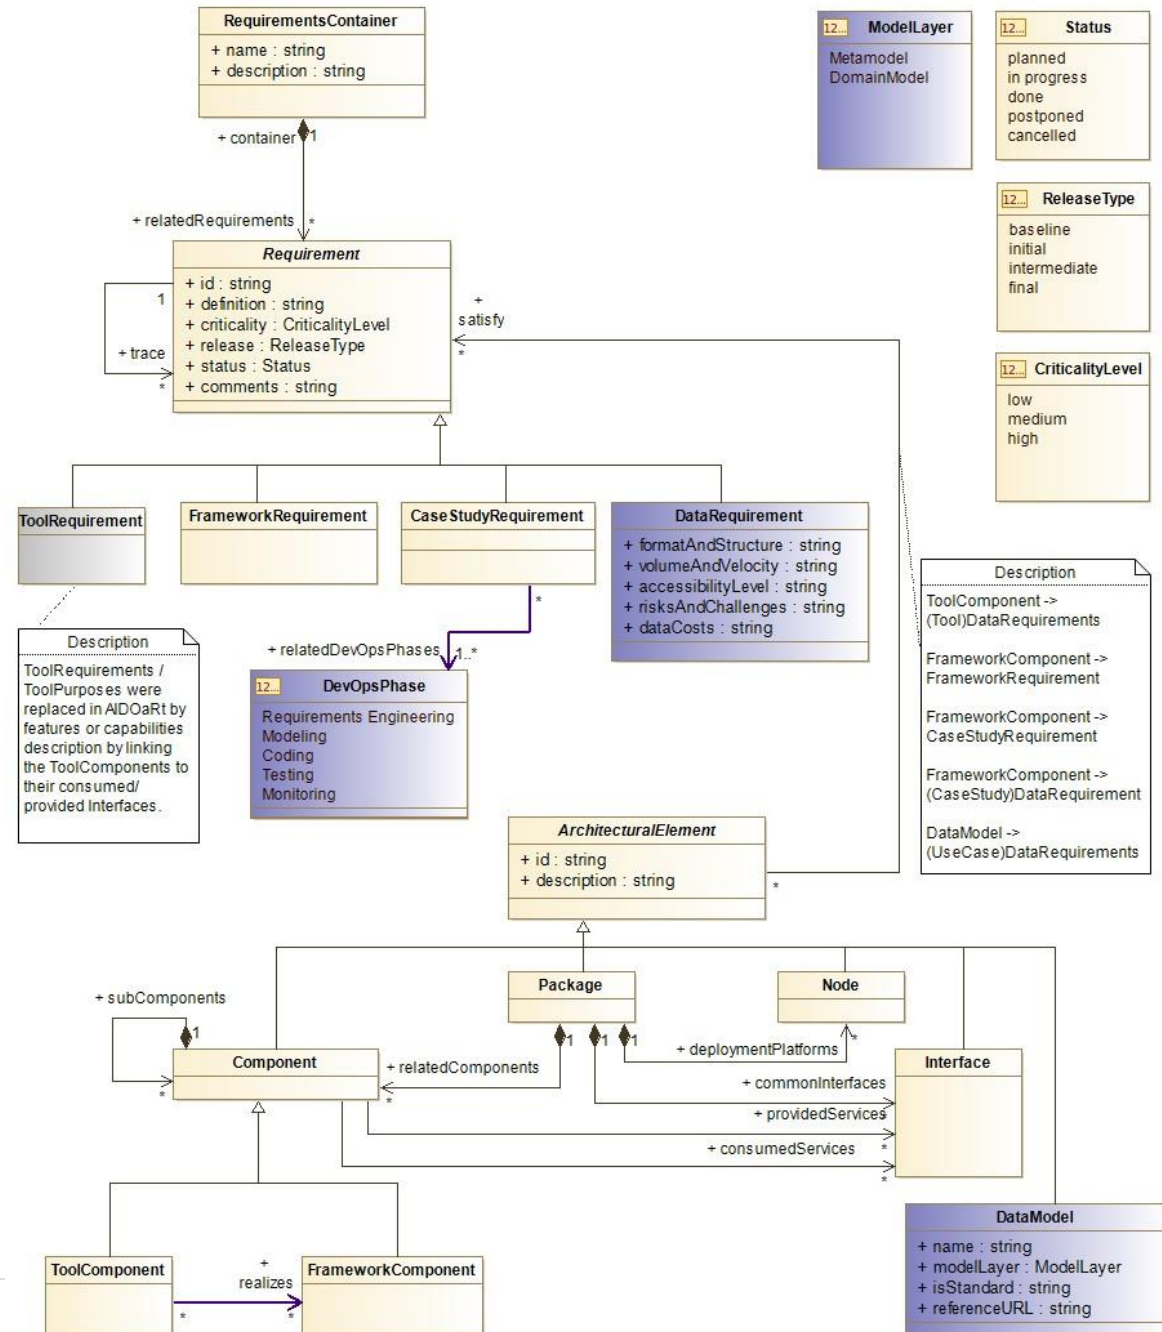 RequirementsContainer
+ name : string
+ description : string
+ container
1
+ relatedRequirements
*
Requirement
+ id : string
+ definition : string
+ criticality : CriticalityLevel
+ release : ReleaseType
+ status : Status
+ comments : string
1
+ trace
*
+
satisfy
*
12...
ModelLayer
Metamodel
DomainModel
12...
Status
planned
in progress
done
postponed
cancelled
12...
ReleaseType
baseline
initial
intermediate
final
12...
CriticalityLevel
low
medium
high
ToolRequirement
FrameworkRequirement
CaseStudyRequirement
DataRequirement
+ formatAndStructure : string
+ volumeAndVelocity : string
+ accessibilityLevel : string
+ risksAndChallenges : string
+ dataCosts : string
Description
ToolRequirements /
ToolPurposes were
replaced in AIDOaRt by
features or capabilities
description by linking
the ToolComponents to
their consumed/
provided Interfaces.
*
+ relatedDevOpsPhases
1..*
12...
DevOpsPhase
Requirements Engineering
Modeling
Coding
Testing
Monitoring
Description
ToolComponent ->
(Tool)DataRequirements
FrameworkComponent ->
FrameworkRequirement
FrameworkComponent ->
CaseStudyRequirement
FrameworkComponent ->
(CaseStudy)DataRequirement
DataModel ->
(UseCase)DataRequirements
ArchitecturalElement
+ id : string
+ description : string
*
Package
Node
+ subComponents
1
*
Component
1
1
1
+ deploymentPlatforms
*
+ relatedComponents
*
+ commonInterfaces
*
+ providedServices
*
+ consumedServices
*
Interface
DataModel
+ name : string
+ modelLayer : ModelLayer
+ isStandard : string
+ referenceURL : string
ToolComponent
+
realizes
*
*
FrameworkComponent